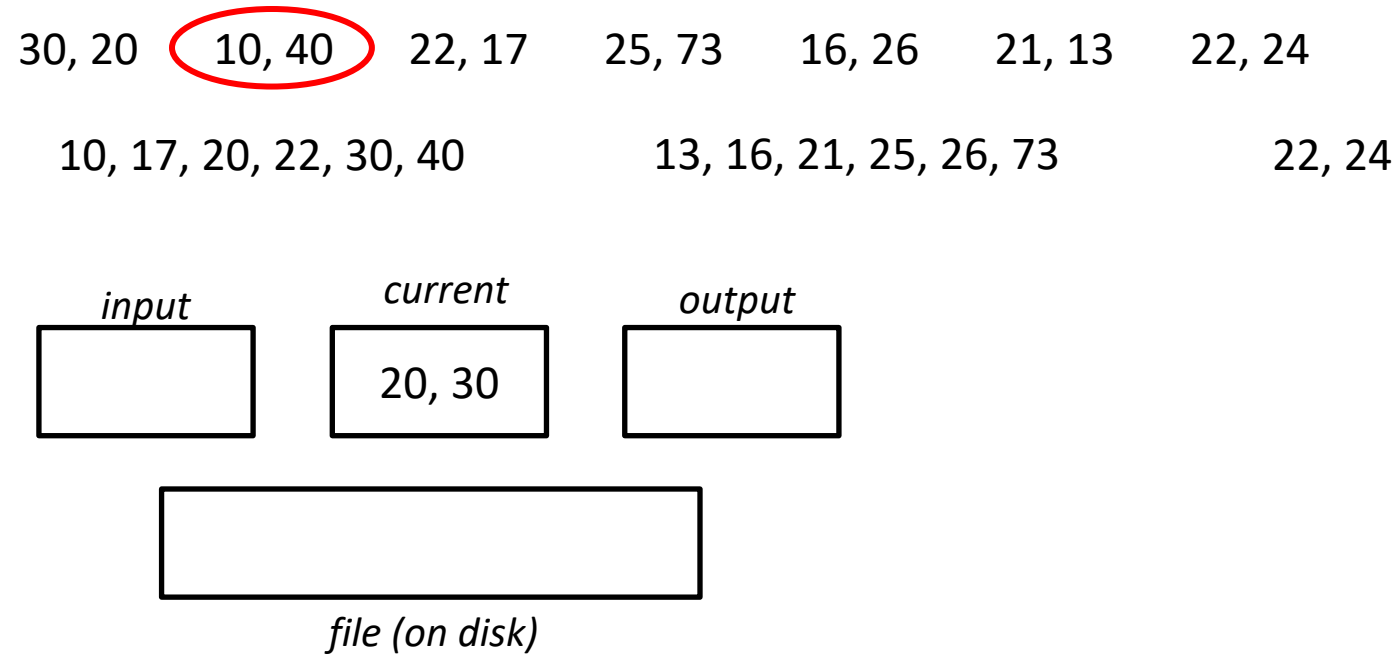 30, 20 10, 40 22, 17 25, 73 16, 26 21, 13 22, 24
10, 17, 20, 22, 30, 40 13, 16, 21, 25, 26, 73 22, 24
input current output
20, 30
file (on disk)